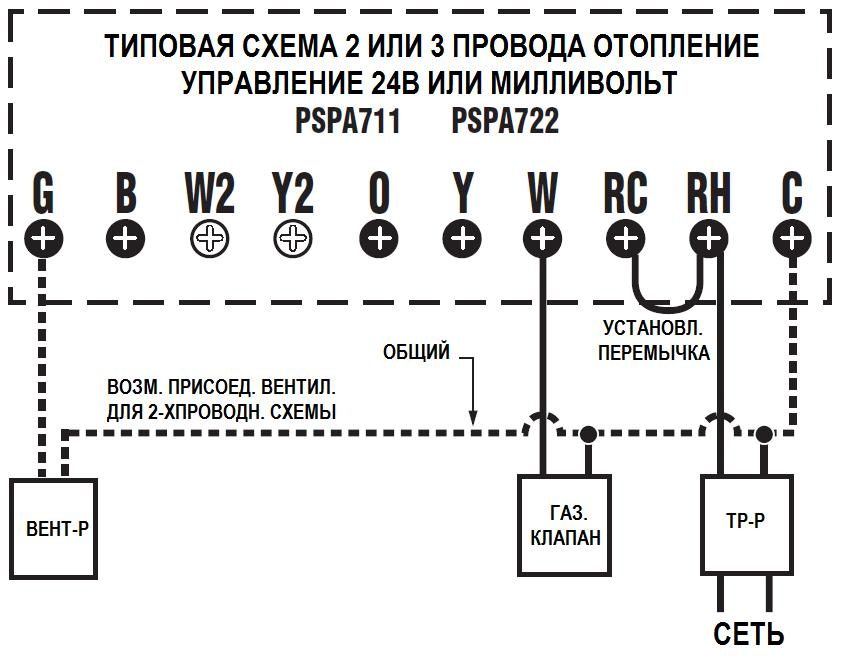 ТИПОВАЯ СХЕМА 2 ИЛИ 3 ПРОВОДА ОТОПЛЕНИЕ
УПРАВЛЕНИЕ 24В ИЛИ МИЛЛИВОЛЬТ
PSPA711 PSPA722
G B W2 Y2 O Y W RC RH C
УСТАНОВЛ.
ПЕРЕМЫЧКА
ОБЩИЙ
ВОЗМ. ПРИСОЕД. ВЕНТИЛ.
ДЛЯ 2-ХПРОВОДН. СХЕМЫ
ВЕНТ-Р
ГАЗ.
КЛАПАН
ТР-Р
СЕТЬ